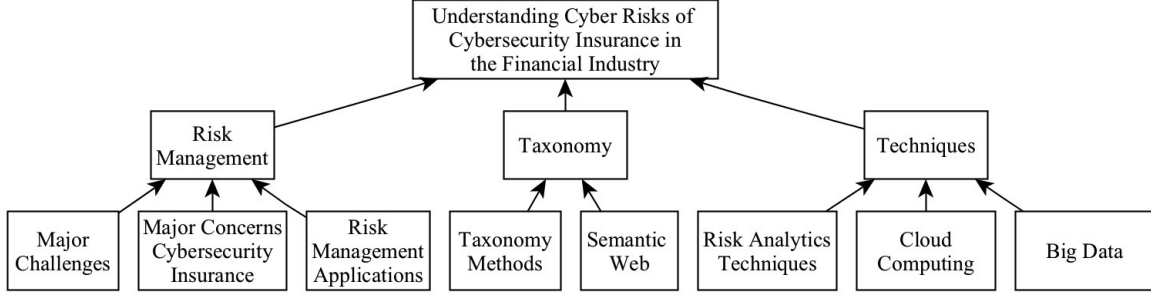 Understanding Cyber Risks of
Cybersecurity Insurance in
the Financial Industry
Risk
Management
Taxonomy
Techniques
Major
Challenges
Major Concerns
Cybersecurity
Insurance
Risk
Management
Applications
Taxonomy
Methods
Semantic
Web
Risk Analytics
Techniques
Cloud
Computing
Big Data